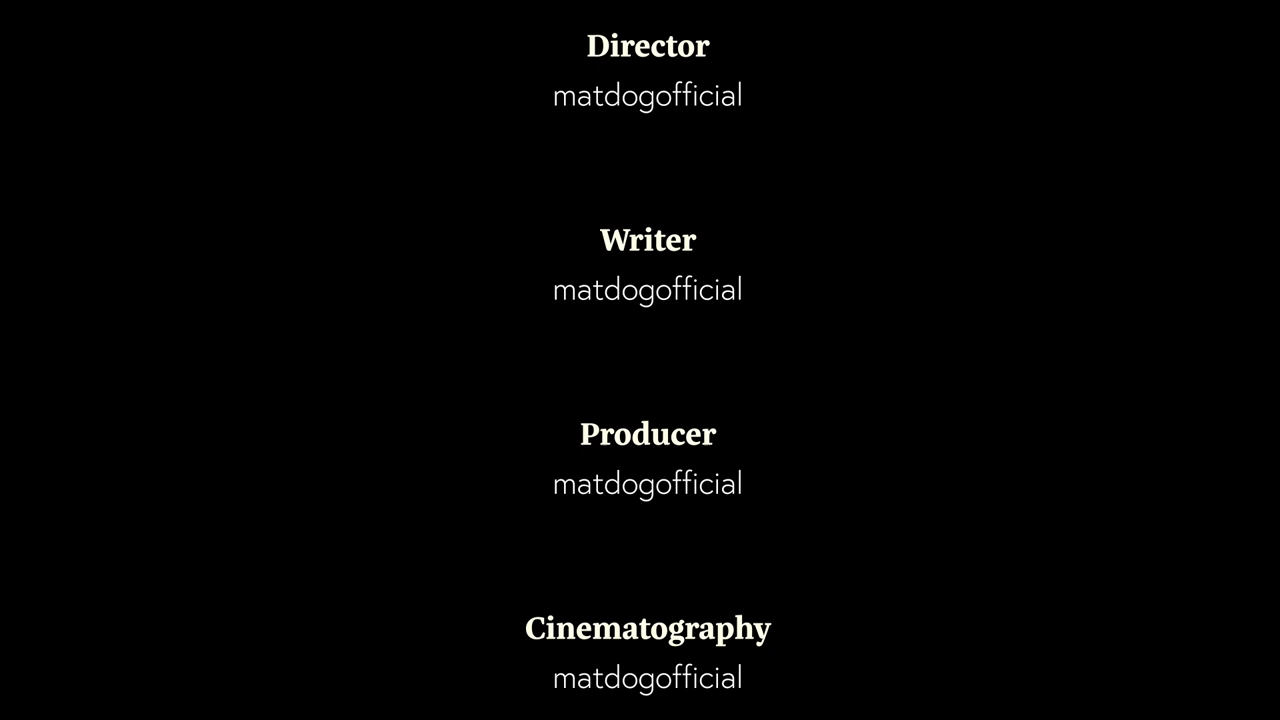 Director
matdogofficial
Writer
matdogofficial
Producer
matdogofficial
Cinematography
matdogofficial